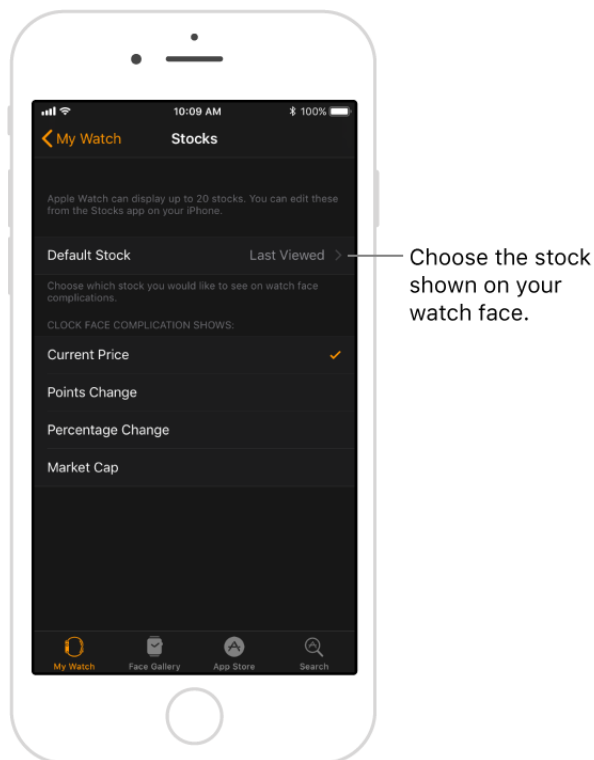 10:09 AM
100%
My Watch
Stocks
Apple Watch can display up to 20 stocks. You can edit these
from the Stocks app on your iPhone.
Default Stock
Last Viewed
Choose the stock
shown on your
watch face.
Choose which stock you would like to see on watch face
complications.
CLOCK FACE COMPLICATION SHOWS:
Current Price
Points Change
Percentage Change
Market Cap
My Watch
Face Gallery
App Store
Search